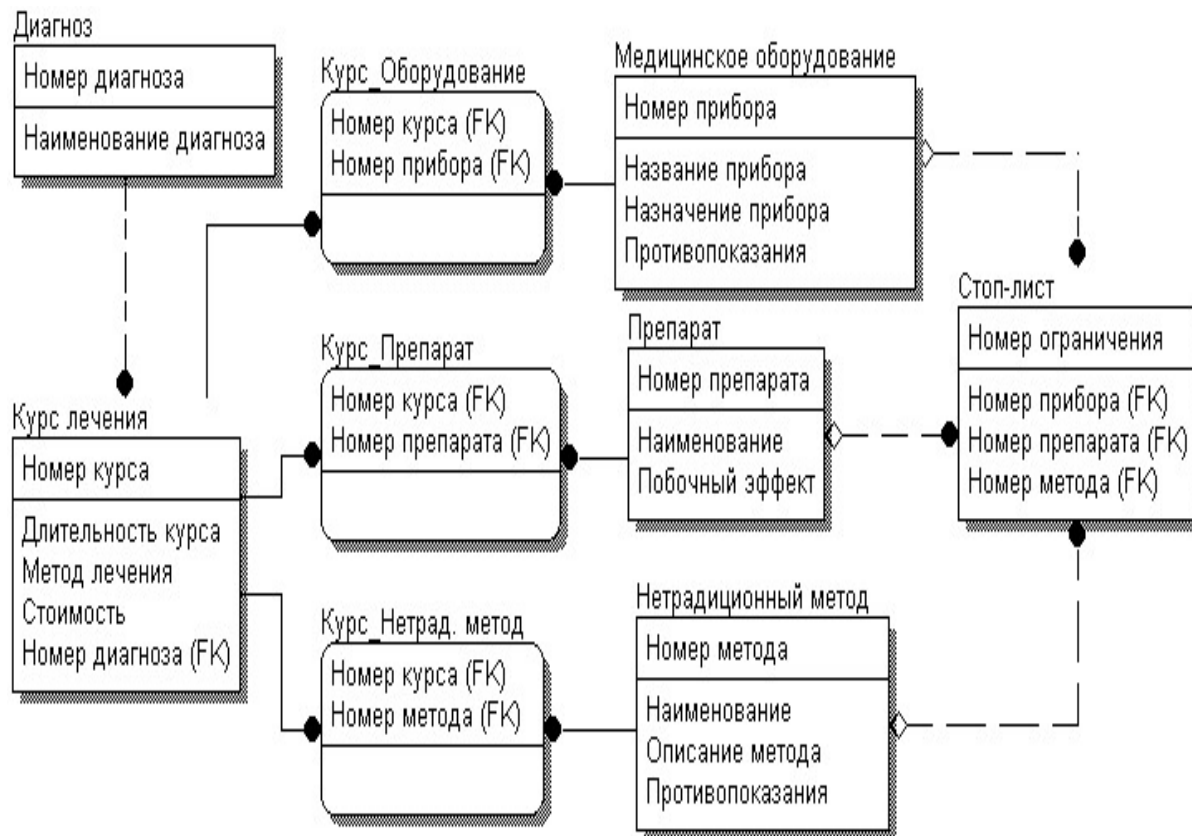 Диагноз
Номер диагноза
Наименование диагноза
Курс_Оборудование
Номер курса (FK)
Номер прибора (FK)
Медицинское оборудование
Номер прибора
Название прибора
Назначение прибора
Противопоказания
Стоп-лист
Номер ограничения
Номер прибора (FK)
Номер препарата (FK)
Номер метода (FK)
Курс_Препарат
Номер курса (FK)
Номер препарата (FK)
Препарат
Номер препарата
Наименование
Побочный эффект
Курс лечения
Номер курса
Длительность курса
Метод лечения
Стоимость
Номер диагноза (FK)
Курс_Нетрад. метод
Номер курса (FK)
Номер метода (FK)
Нетрадиционный метод
Номер метода
Наименование
Описание метода
Противопоказания